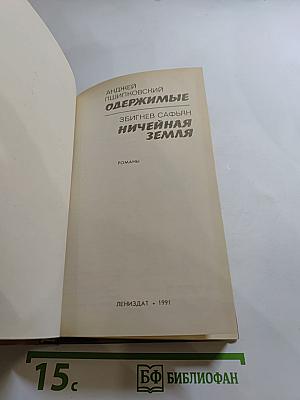 АНДЖЕЙ
ПШИПКОВСКИЙ
ОДЕРЖИМЫЕ
ЗБИГНЕВ САФЬЯН
НИЧЕЙНАЯ
ЗЕМЛЯ
РОМАНЫ
ЛЕНИЗДАТ • 1991
15с
БФ БИБЛИОФАН